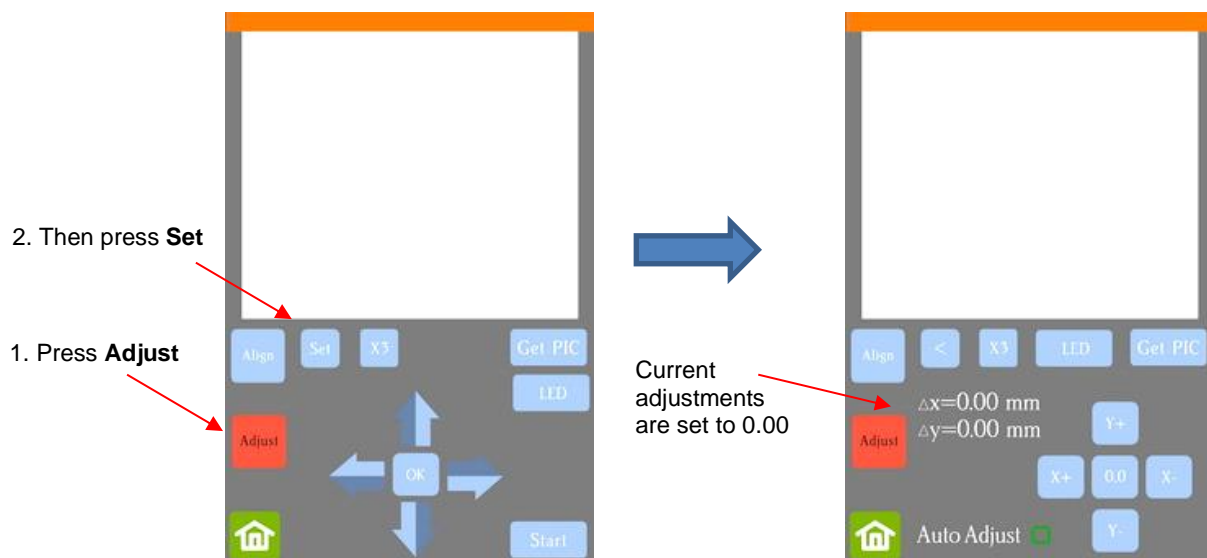 2. Then press Set
1. Press Adjust
Align
Set
X3
Get PIC
LED
Adjust
OK
Start
Current
adjustments
are set to 0.00
Align
<
X3
LED
Get PIC
Adjust
△x=0.00 mm
△y=0.00 mm
Y+
X+
0.0
X-
Y-
Auto Adjust